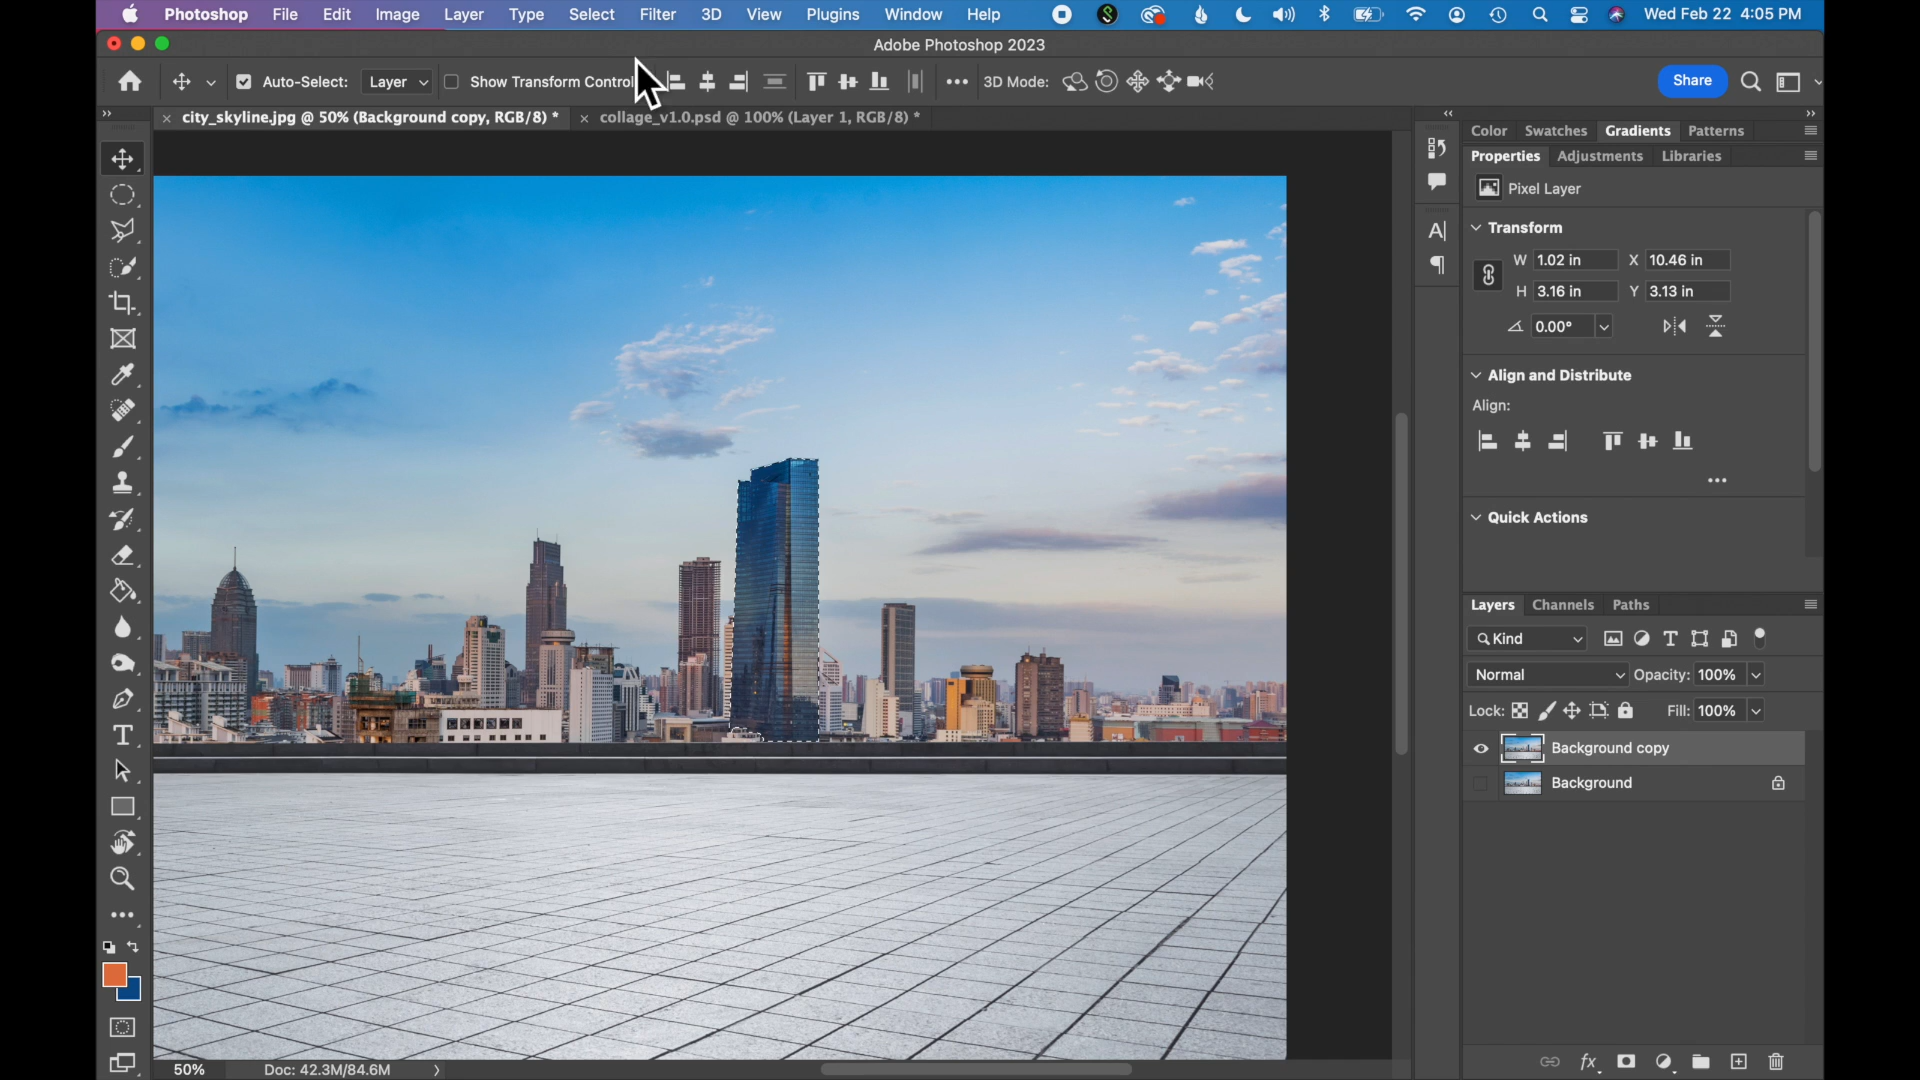 Photoshop File Edit Image Layer Type Select Filter 3D View Plugins Window Help Wed Feb 22 4:05 PM
Adobe Photoshop 2023
Auto-Select: Layer Show Transform Control 3D Mode: Share
city_skyline.jpg @ 50% (Background copy, RGB/8) * collage_v1.0.psd @ 100% (Layer 1, RGB/8) *
Color Swatches Gradients Patterns
Properties Adjustments Libraries
Pixel Layer
Transform
W 1.02 in X 10.46 in
H 3.16 in Y 3.13 in
0.00°
Align and Distribute
Align:
Quick Actions
Layers Channels Paths
Kind
Normal Opacity: 100%
Lock: Fill: 100%
Background copy
Background
50% Doc: 42.3M/84.6M